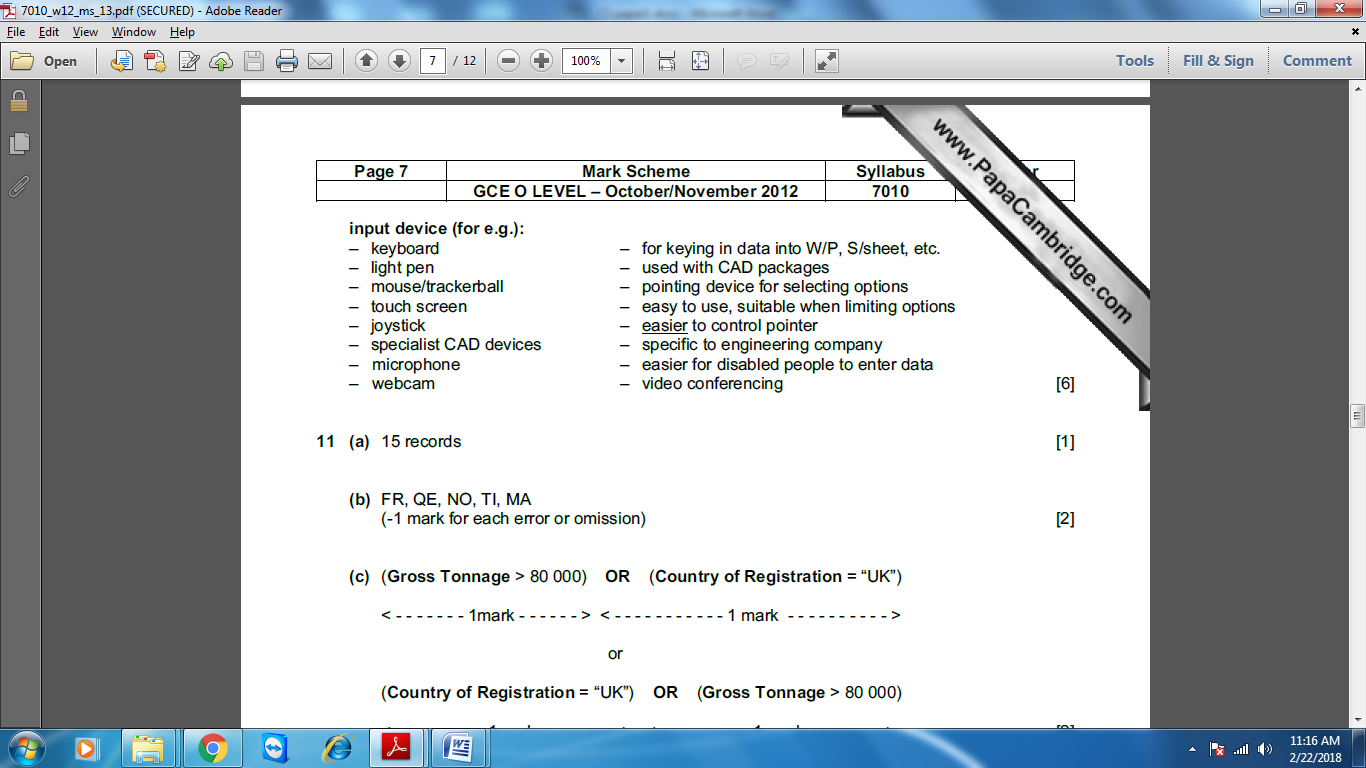 7010_w12_ms_13.pdf (SECURED) - Adobe Reader
File Edit View Window Help
Open 7 / 12 100% Tools Fill & Sign Comment
www.PapaCambridge.com
Page 7 Mark Scheme Syllabus
GCE O LEVEL – October/November 2012 7010
input device (for e.g.):
– keyboard – for keying in data into W/P, S/sheet, etc.
– light pen – used with CAD packages
– mouse/trackerball – pointing device for selecting options
– touch screen – easy to use, suitable when limiting options
– joystick – easier to control pointer
– specialist CAD devices – specific to engineering company
– microphone – easier for disabled people to enter data
– webcam – video conferencing [6]
11 (a) 15 records [1]
(b) FR, QE, NO, TI, MA
(-1 mark for each error or omission) [2]
(c) (Gross Tonnage > 80 000) OR (Country of Registration = “UK”)
< - - - - - - - 1mark - - - - - - > < - - - - - - - - - - - 1 mark - - - - - - - - - - >
or
(Country of Registration = “UK”) OR (Gross Tonnage > 80 000)
11:16 AM
2/22/2018